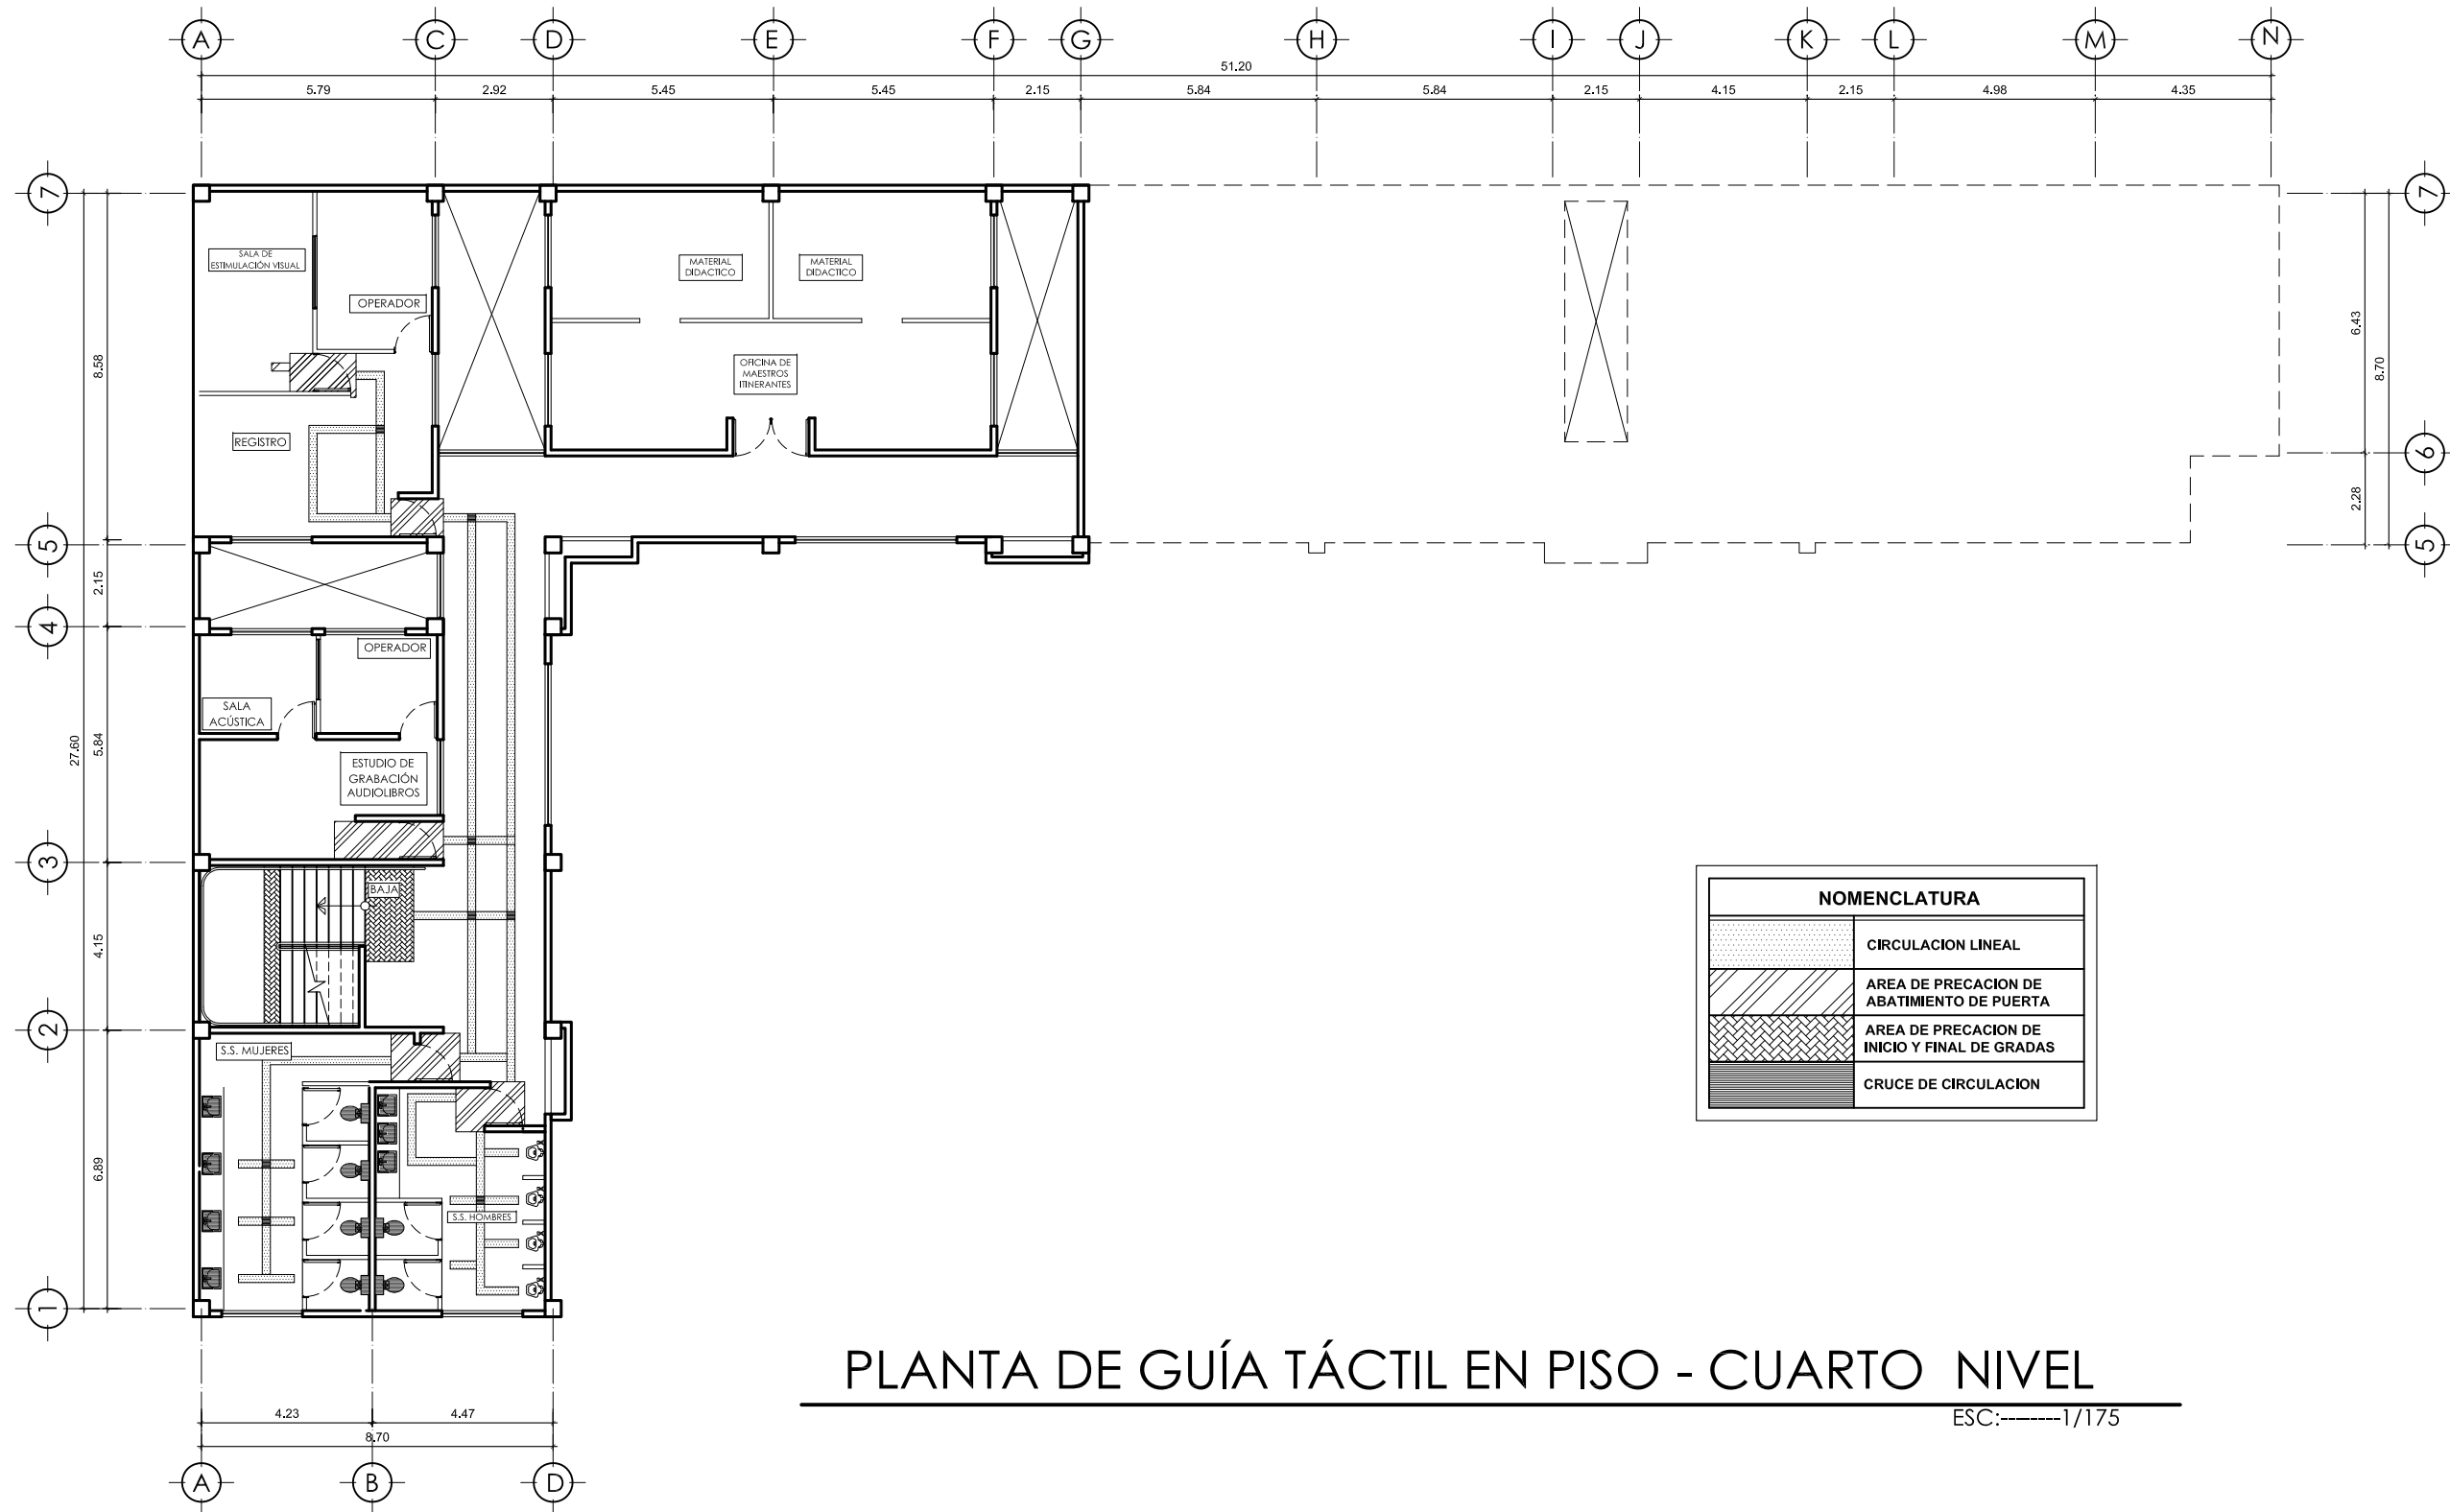 A C D E F G H I J K L M N
51.20
5.79 2.92 5.45 5.45 2.15 5.84 5.84 2.15 4.15 2.15 4.98 4.35
7 7
SALA DE
ESTIMULACIÓN VISUAL
OPERADOR
MATERIAL
DIDACTICO
MATERIAL
DIDACTICO
OFICINA DE
MAESTROS
ITINERANTES
REGISTRO
8.58
6.43
8.70
2.28
6
5 5
2.15
4
OPERADOR
SALA
ACÚSTICA
27.60
5.84
ESTUDIO DE
GRABACIÓN
AUDIOLIBROS
3
BAJA
4.15
2
S.S. MUJERES
6.89
S.S. HOMBRES
1
NOMENCLATURA
CIRCULACION LINEAL
AREA DE PRECACION DE
ABATIMIENTO DE PUERTA
AREA DE PRECACION DE
INICIO Y FINAL DE GRADAS
CRUCE DE CIRCULACION
4.23 4.47
8.70
A B D
PLANTA DE GUÍA TÁCTIL EN PISO - CUARTO NIVEL
ESC:--------1/175